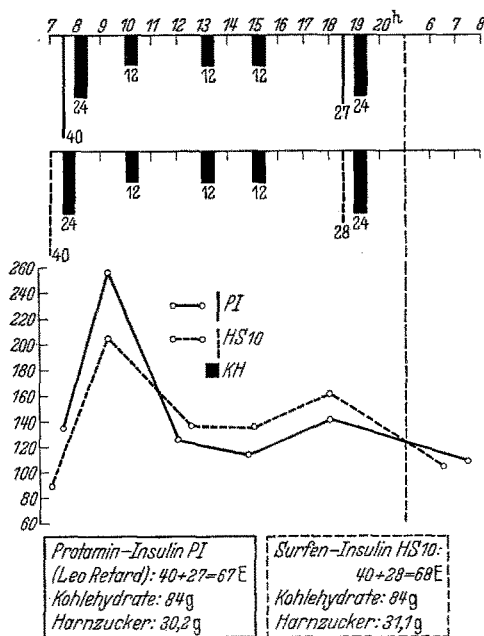 h
7 8 9 10 11 12 13 14 15 16 17 18 19 20 7 8
24 12 12 12 27 24
40
24 12 12 12 28 24
40
260
240
220
200
180
160
140
120
100
80
60
PI
HS10
KH
Protamin-Insulin PI
(Leo Retard): 40+27=67E
Kohlehydrate: 84g
Harnzucker: 30,2g
Surfen-Insulin HS10:
40+28=68E
Kohlehydrate: 84g
Harnzucker: 31,1g